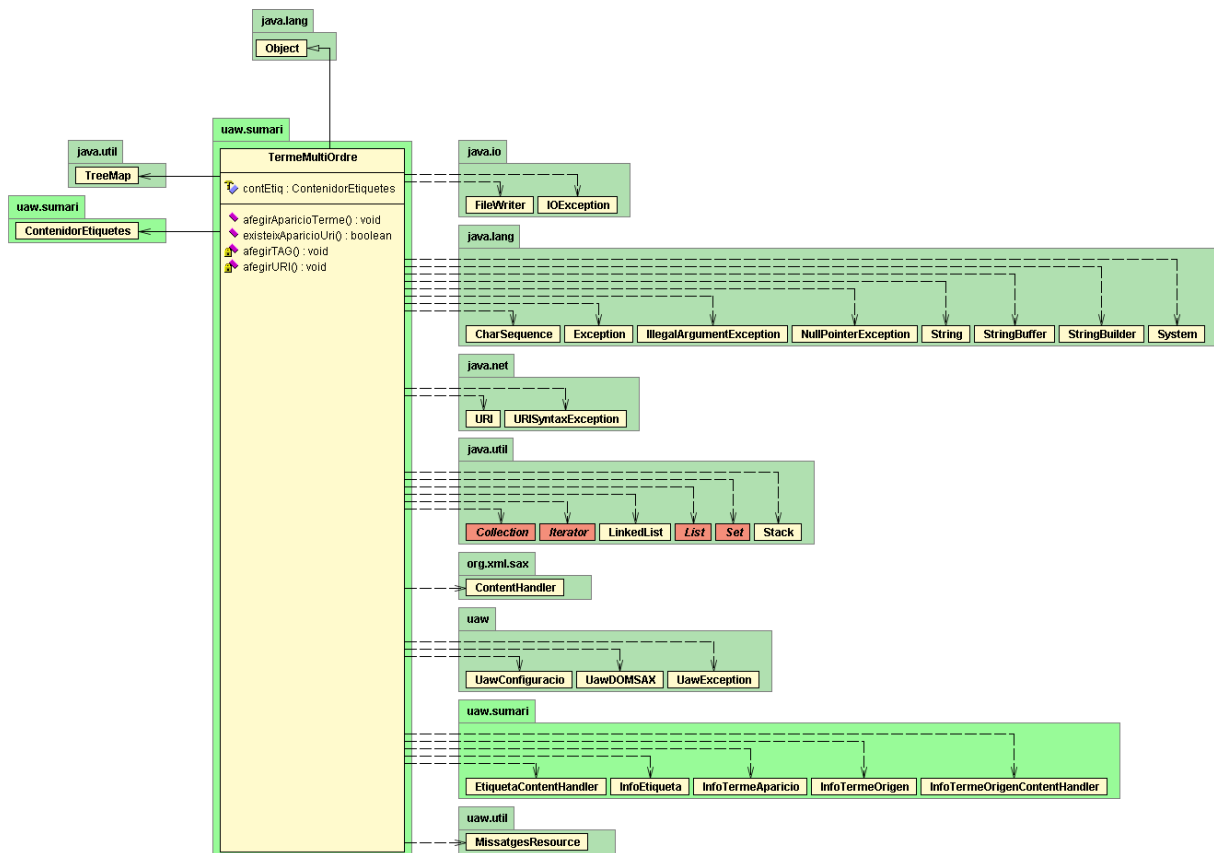 java.lang
Object
uaw.sumari
TermeMultiOrdre
contEtiq : ContenidorEtiquetes
afegirAparicioTerme() : void
existeixAparicioUri() : boolean
afegirTAG() : void
afegirURI() : void
java.util
TreeMap
uaw.sumari
ContenidorEtiquetes
java.io
FileWriter IOException
java.lang
CharSequence Exception IllegalArgumentException NullPointerException String StringBuffer StringBuilder System
java.net
URI URISyntaxException
java.util
Collection Iterator LinkedList List Set Stack
org.xml.sax
ContentHandler
uaw
UawConfiguracio UawDOMSAX UawException
uaw.sumari
EtiquetaContentHandler InfoEtiqueta InfoTermeAparicio InfoTermeOrigen InfoTermeOrigenContentHandler
uaw.util
MissatgesResource